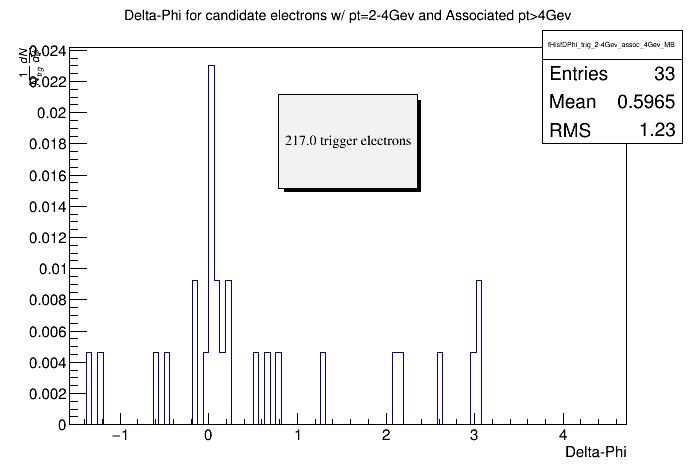 Delta-Phi for candidate electrons w/ pt=2-4Gev and Associated pt>4Gev
fHistDPhi_trig_2-4Gev_assoc_4Gev_MB
Entries 33
Mean 0.5965
RMS 1.23
217.0 trigger electrons
0.024
0.022
0.02
0.018
0.016
0.014
0.012
0.01
0.008
0.006
0.004
0.002
0
−1 0 1 2 3 4
Delta-Phi